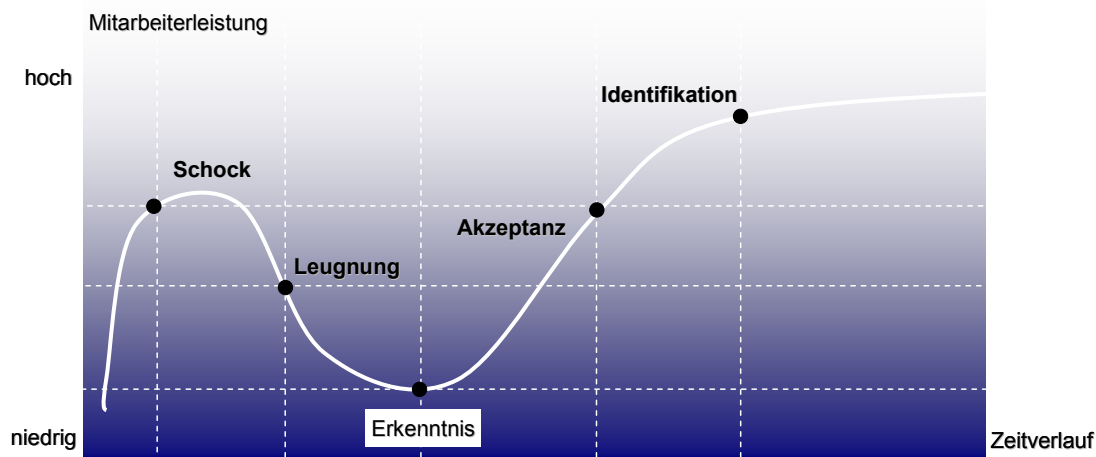 Mitarbeiterleistung
hoch
Identifikation
Schock
Akzeptanz
Leugnung
Erkenntnis
niedrig
Zeitverlauf